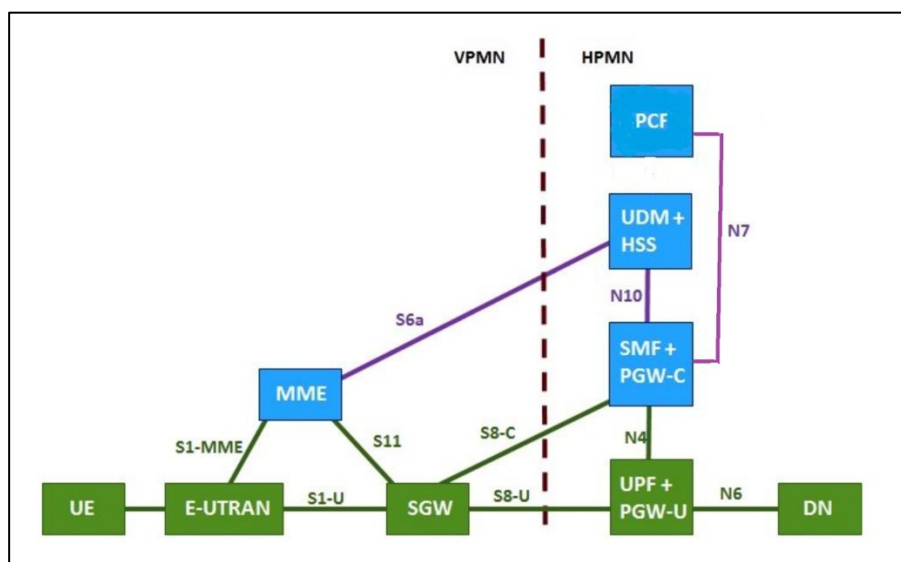 VPMN
HPMN
PCF
UDM +
HSS
N7
N10
S6a
SMF +
PGW-C
MME
S1-MME
S11
S8-C
N4
UE
E-UTRAN
S1-U
SGW
S8-U
UPF +
PGW-U
N6
DN